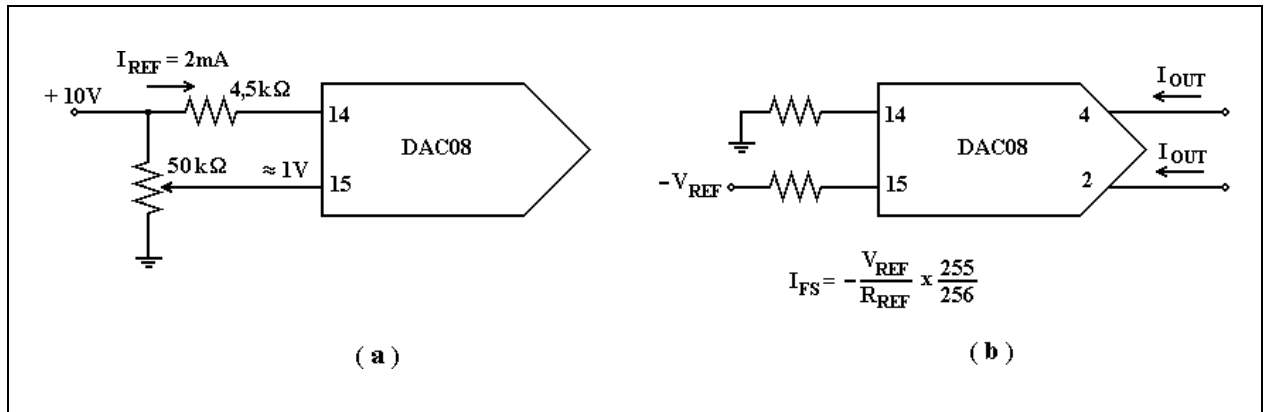 I_REF = 2mA
+ 10V
4,5kΩ
14
50kΩ
≈ 1V
15
DAC08
( a )
14
4
I_OUT
DAC08
−V_REF
15
2
I_OUT
I_FS = − V_REF / R_REF x 255 / 256
( b )